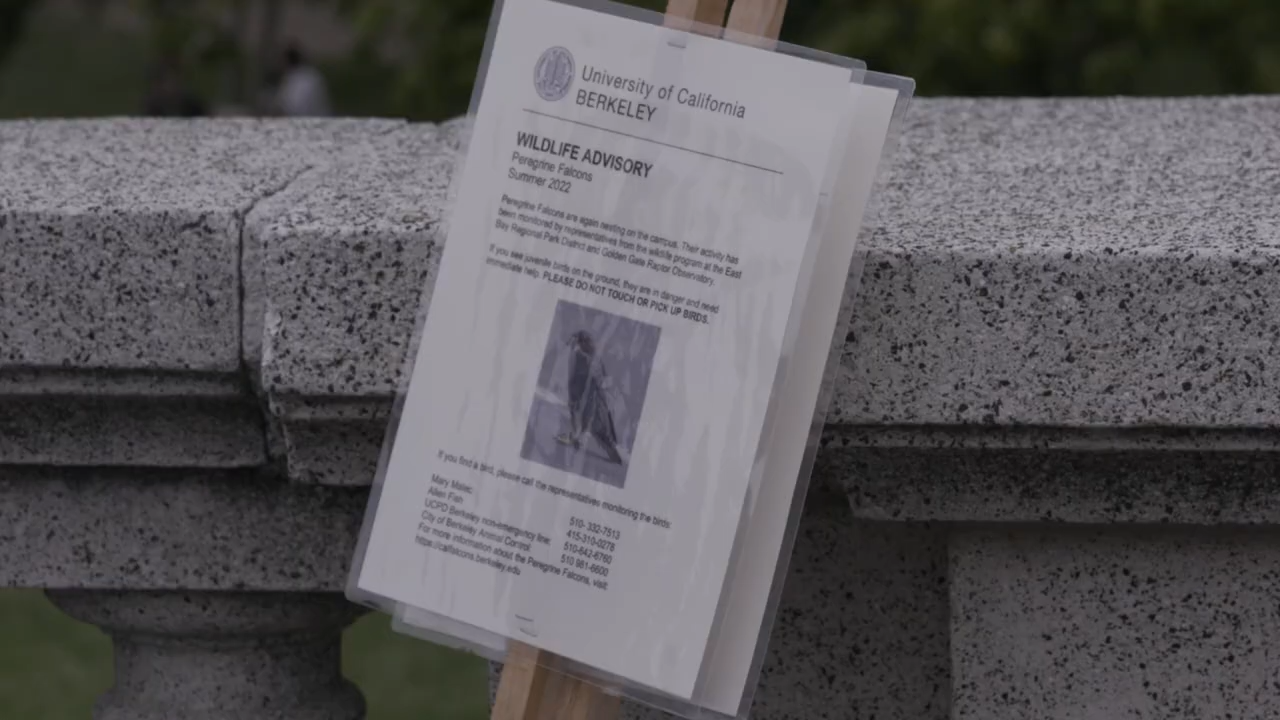 University of California
BERKELEY
WILDLIFE ADVISORY
Peregrine Falcons
Summer 2022
Peregrine Falcons are again nesting on the campus. Their activity has
been monitored by representatives from the wildlife program at the East
Bay Regional Park District and Golden Gate Raptor Observatory.
If you see juvenile birds on the ground, they are in danger and need
immediate help. PLEASE DO NOT TOUCH OR PICK UP BIRDS.
If you find a bird, please call the representatives monitoring the birds:
Mary Malec 510-332-7513
Allen Fish 415-310-0278
UCPD Berkeley non-emergency line: 510-642-6760
City of Berkeley Animal Control 510 981-6600
For more information about the Peregrine Falcons, visit:
https://calfalcons.berkeley.edu